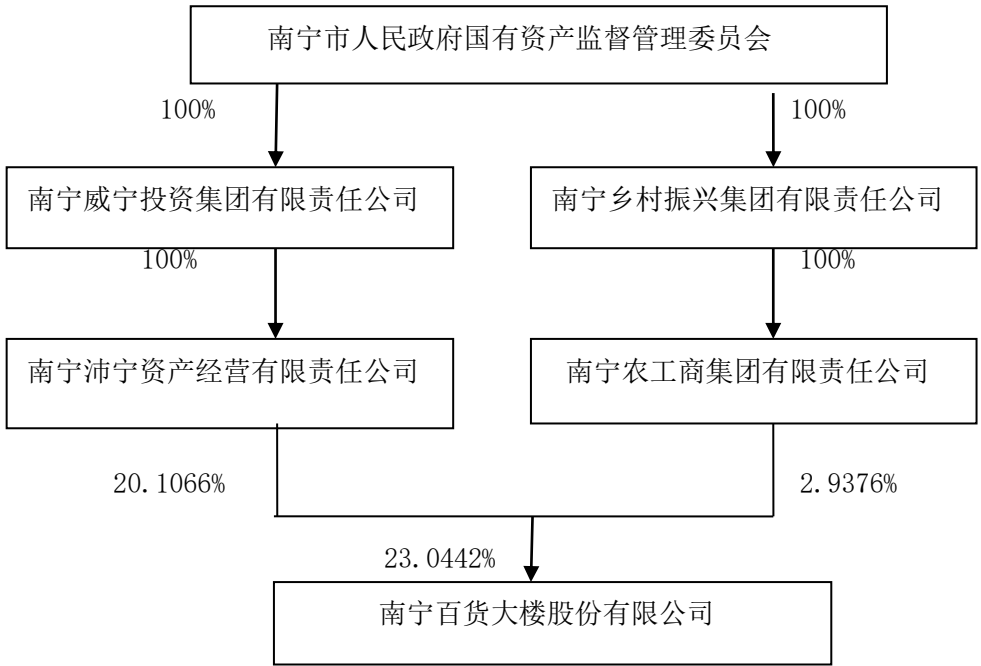 南宁市人民政府国有资产监督管理委员会
100%
100%
南宁威宁投资集团有限责任公司
南宁乡村振兴集团有限责任公司
100%
100%
南宁沛宁资产经营有限责任公司
南宁农工商集团有限责任公司
20.1066%
2.9376%
23.0442%
南宁百货大楼股份有限公司